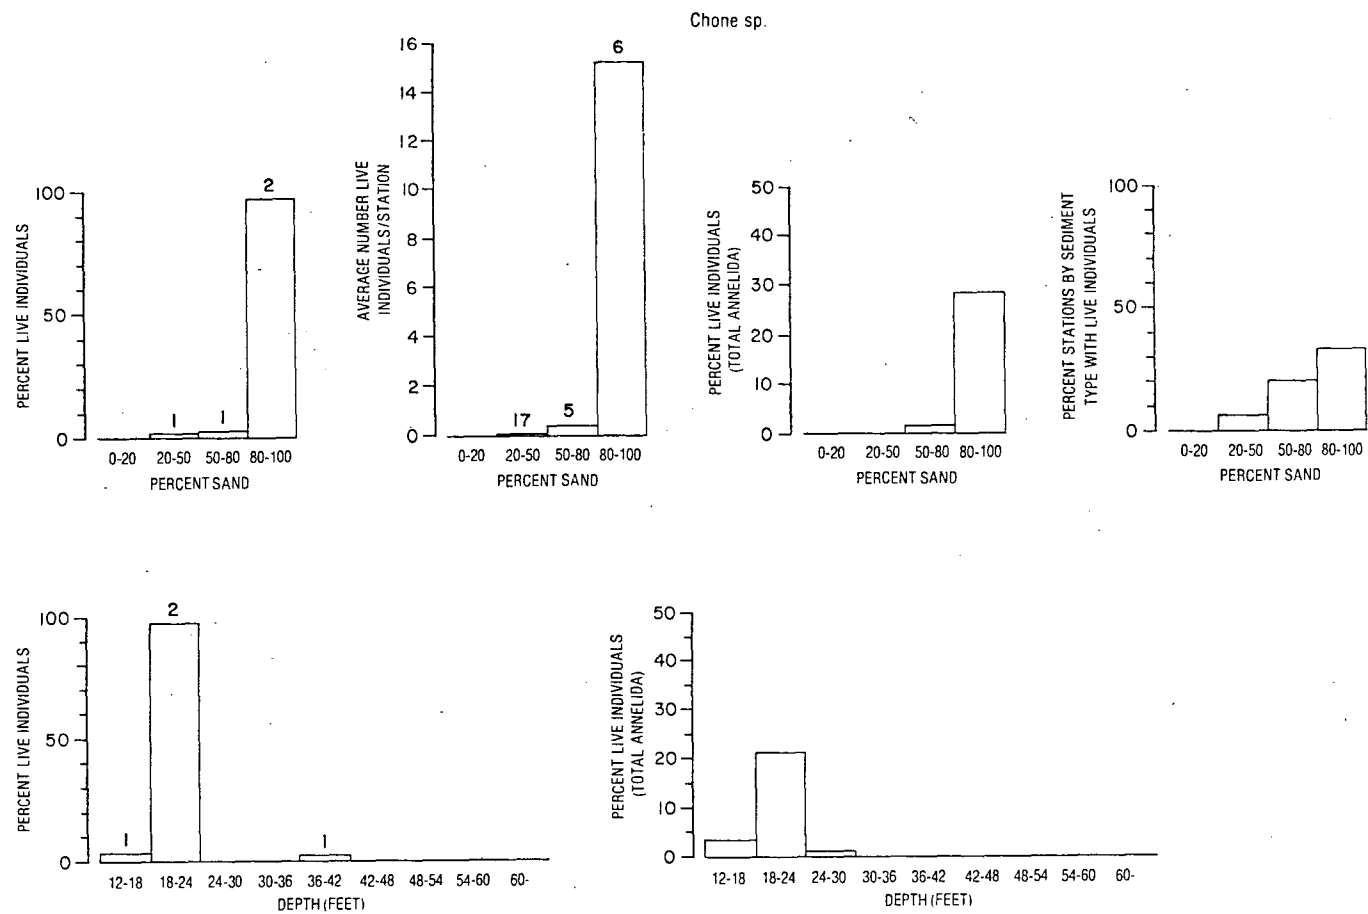 Chone sp.
PERCENT LIVE INDIVIDUALS
100
50
0
1
1
2
0-20 20-50 50-80 80-100
PERCENT SAND
AVERAGE NUMBER LIVE
INDIVIDUALS/STATION
16
14
12
10
8
6
4
2
0
17
5
6
0-20 20-50 50-80 80-100
PERCENT SAND
PERCENT LIVE INDIVIDUALS
(TOTAL ANNELIDA)
50
40
30
20
10
0
0-20 20-50 50-80 80-100
PERCENT SAND
PERCENT STATIONS BY SEDIMENT
TYPE WITH LIVE INDIVIDUALS
100
50
0
0-20 20-50 50-80 80-100
PERCENT SAND
PERCENT LIVE INDIVIDUALS
100
50
0
1
2
1
12-18 18-24 24-30 30-36 36-42 42-48 48-54 54-60 60-
DEPTH (FEET)
PERCENT LIVE INDIVIDUALS
(TOTAL ANNELIDA)
50
40
30
20
10
0
12-18 18-24 24-30 30-36 36-42 42-48 48-54 54-60 60-
DEPTH (FEET)